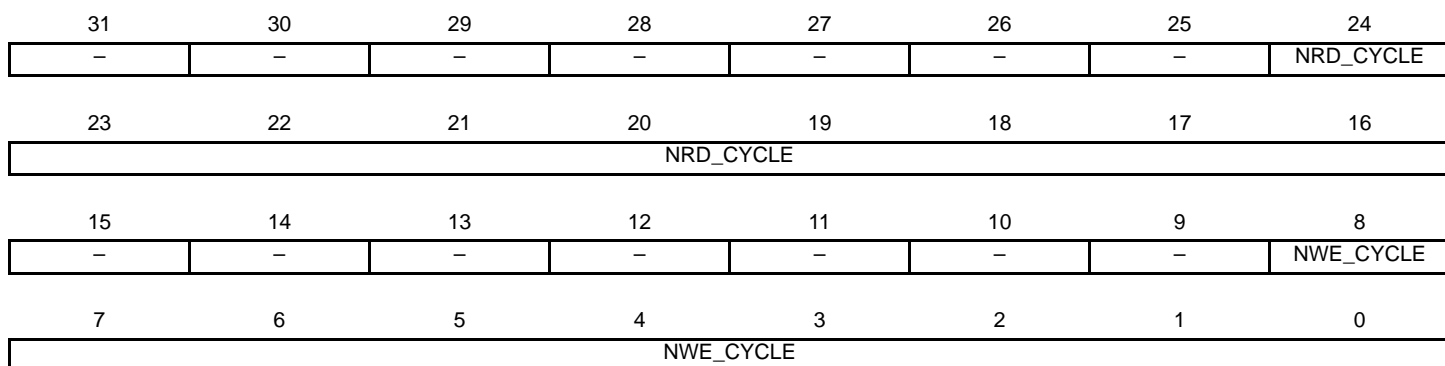 31 30 29 28 27 26 25 24
– – – – – – – NRD_CYCLE
23 22 21 20 19 18 17 16
NRD_CYCLE
15 14 13 12 11 10 9 8
– – – – – – – NWE_CYCLE
7 6 5 4 3 2 1 0
NWE_CYCLE